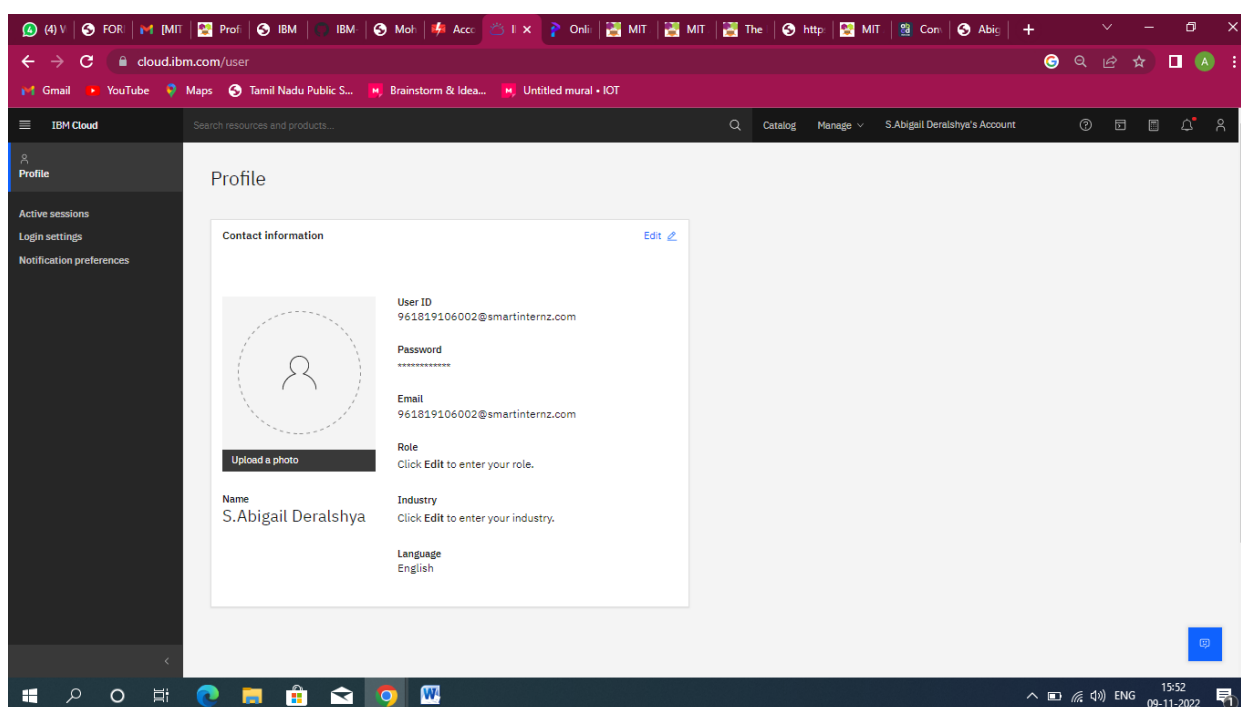 (4) V FOR [MIT Prof IBM IBM- Moh Acco I Onli MIT MIT The http MIT Con Abig
cloud.ibm.com/user
A
Gmail YouTube Maps Tamil Nadu Public S... Brainstorm & Idea... Untitled mural • IOT
IBM Cloud Search resources and products... Catalog Manage S.Abigail Deralshya's Account
Profile
Profile
Active sessions
Login settings
Notification preferences
Contact information Edit
User ID
961819106002@smartinternz.com
Password
************
Email
961819106002@smartinternz.com
Role
Click Edit to enter your role.
Upload a photo
Name
S.Abigail Deralshya
Industry
Click Edit to enter your industry.
Language
English
ENG 15:52
09-11-2022
1